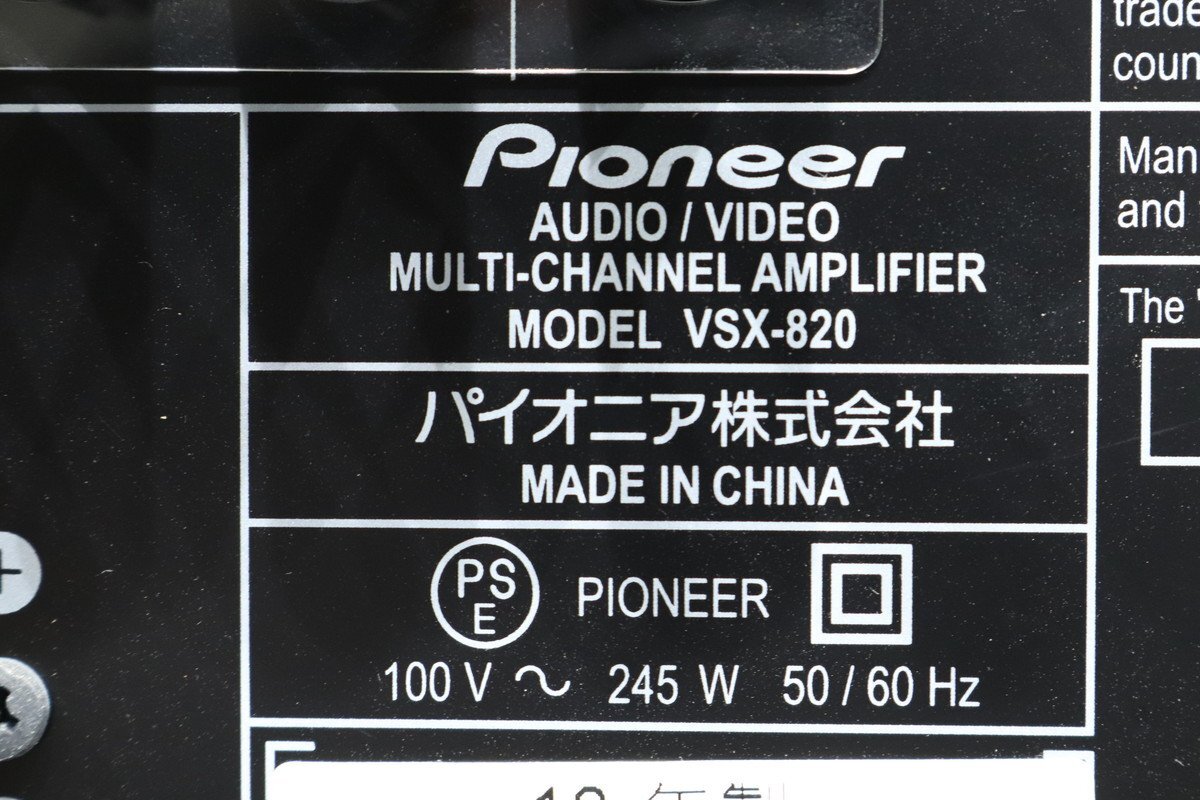 trade
coun
Pioneer
AUDIO / VIDEO
MULTI-CHANNEL AMPLIFIER
MODEL VSX-820
Man
and
The
パイオニア株式会社
MADE IN CHINA
PS
E
PIONEER
100 V ～ 245 W 50 / 60 Hz